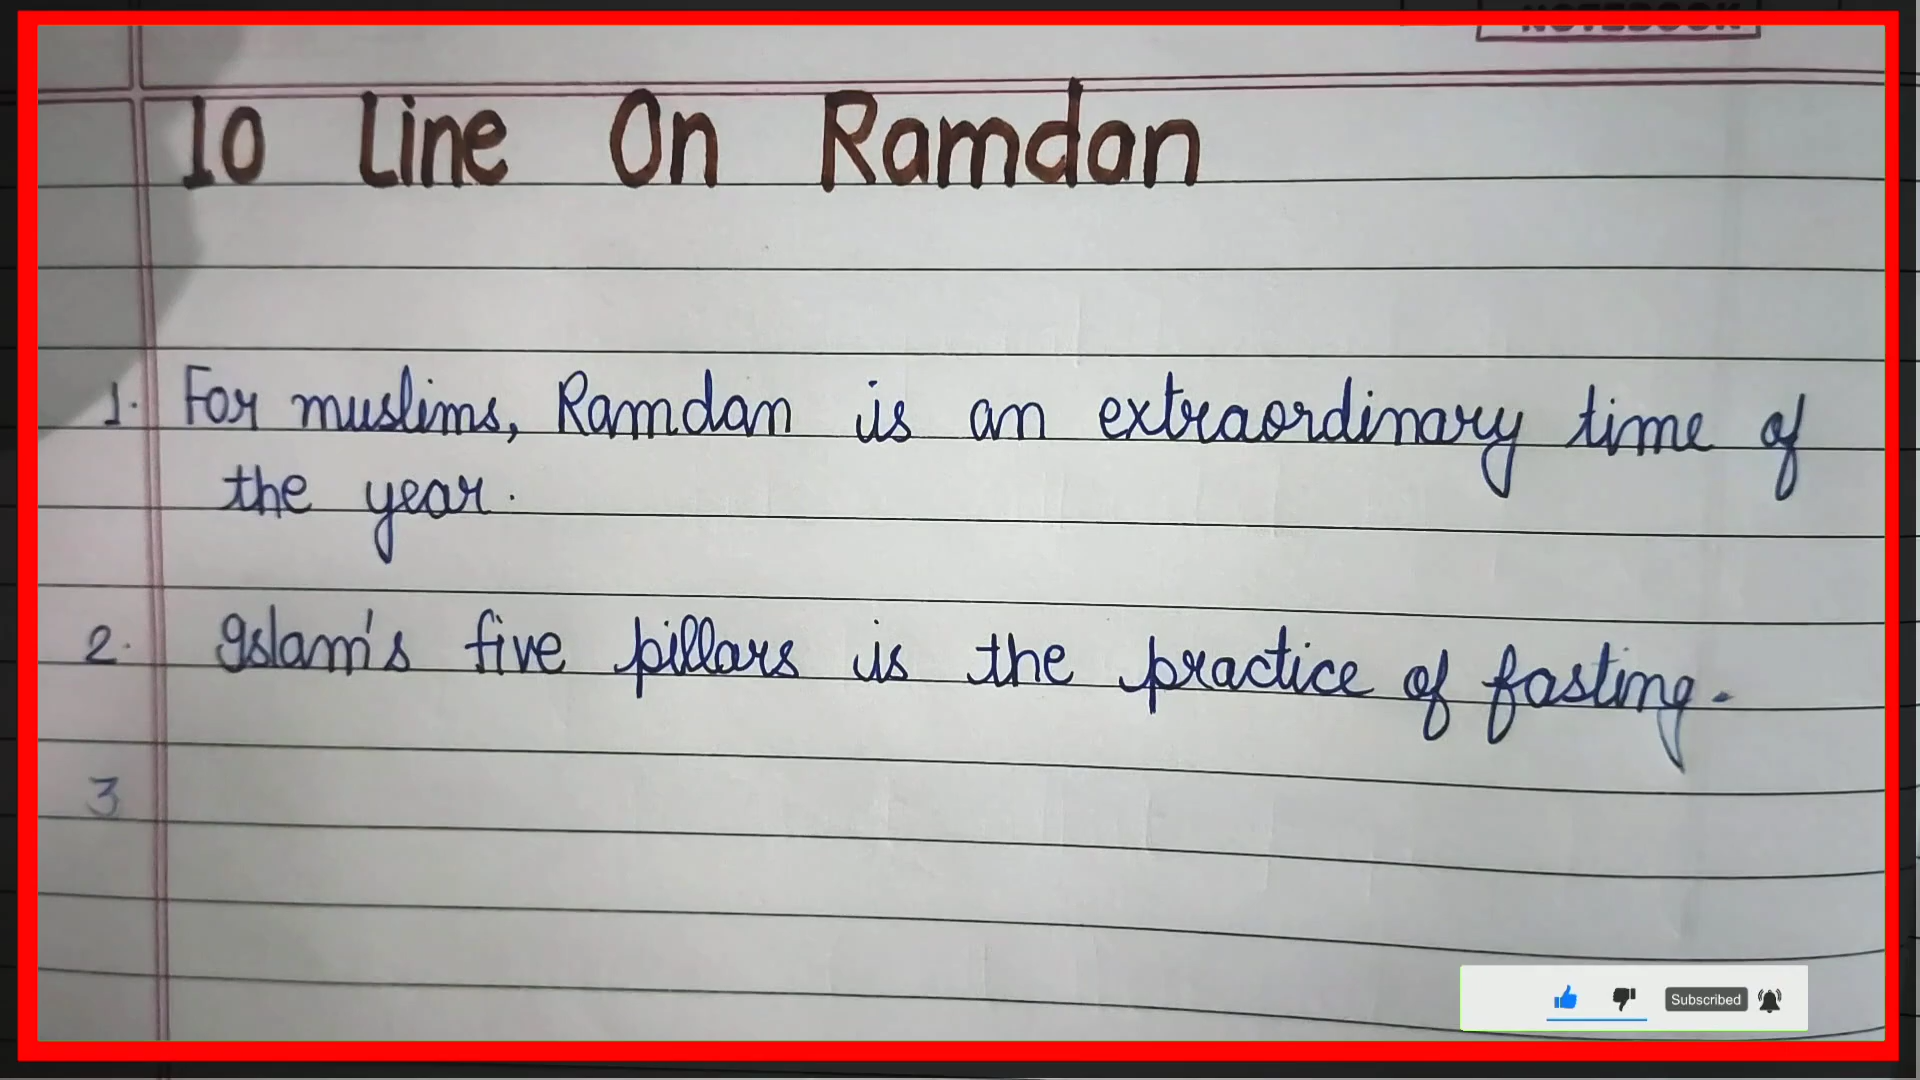 NOTEBOOK
10 Line On Ramdan
1. For muslims, Ramdan is an extraordinary time of
the year.
2. Islam's five pillars is the practice of fasting.
3
Subscribed